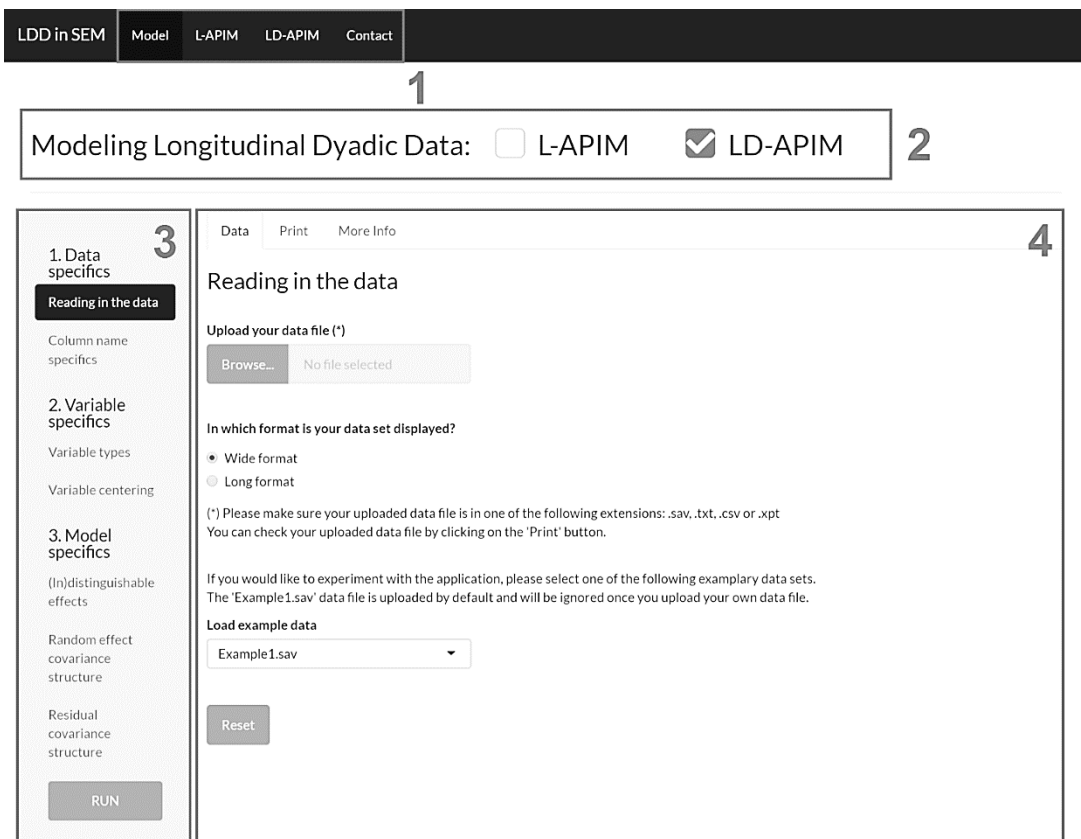 LDD in SEM Model L-APIM LD-APIM Contact
1
Modeling Longitudinal Dyadic Data: L-APIM LD-APIM
2
3
1. Data
specifics
Reading in the data
Column name
specifics
2. Variable
specifics
Variable types
Variable centering
3. Model
specifics
(In)distinguishable
effects
Random effect
covariance
structure
Residual
covariance
structure
RUN
Data Print More Info
4
Reading in the data
Upload your data file (*)
Browse... No file selected
In which format is your data set displayed?
Wide format
Long format
(*) Please make sure your uploaded data file is in one of the following extensions: .sav, .txt, .csv or .xpt
You can check your uploaded data file by clicking on the 'Print' button.
If you would like to experiment with the application, please select one of the following examplary data sets.
The 'Example1.sav' data file is uploaded by default and will be ignored once you upload your own data file.
Load example data
Example1.sav
Reset